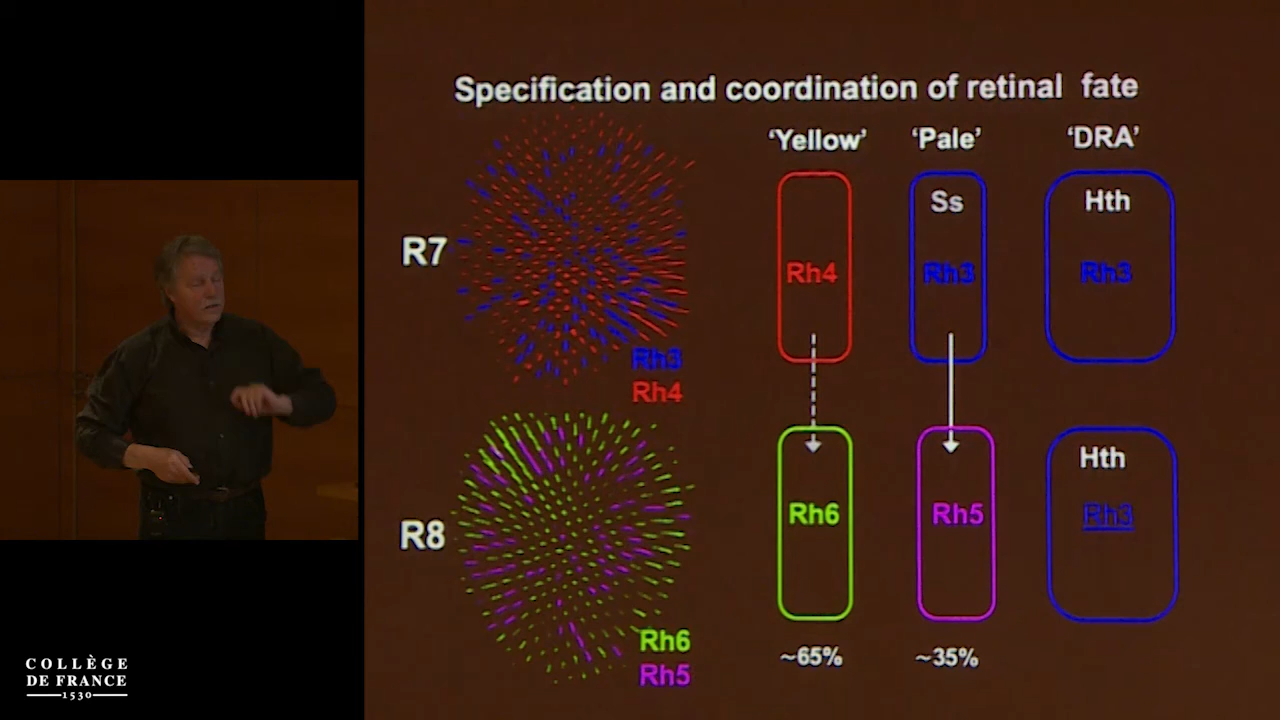 Specification and coordination of retinal fate
'Yellow'
'Pale'
'DRA'
R7
Rh4
Ss
Rh3
Hth
Rh3
Rh3
Rh4
R8
Rh6
Rh5
Hth
Rh3
Rh6
Rh5
~65%
~35%
COLLÈGE
DE FRANCE
1530